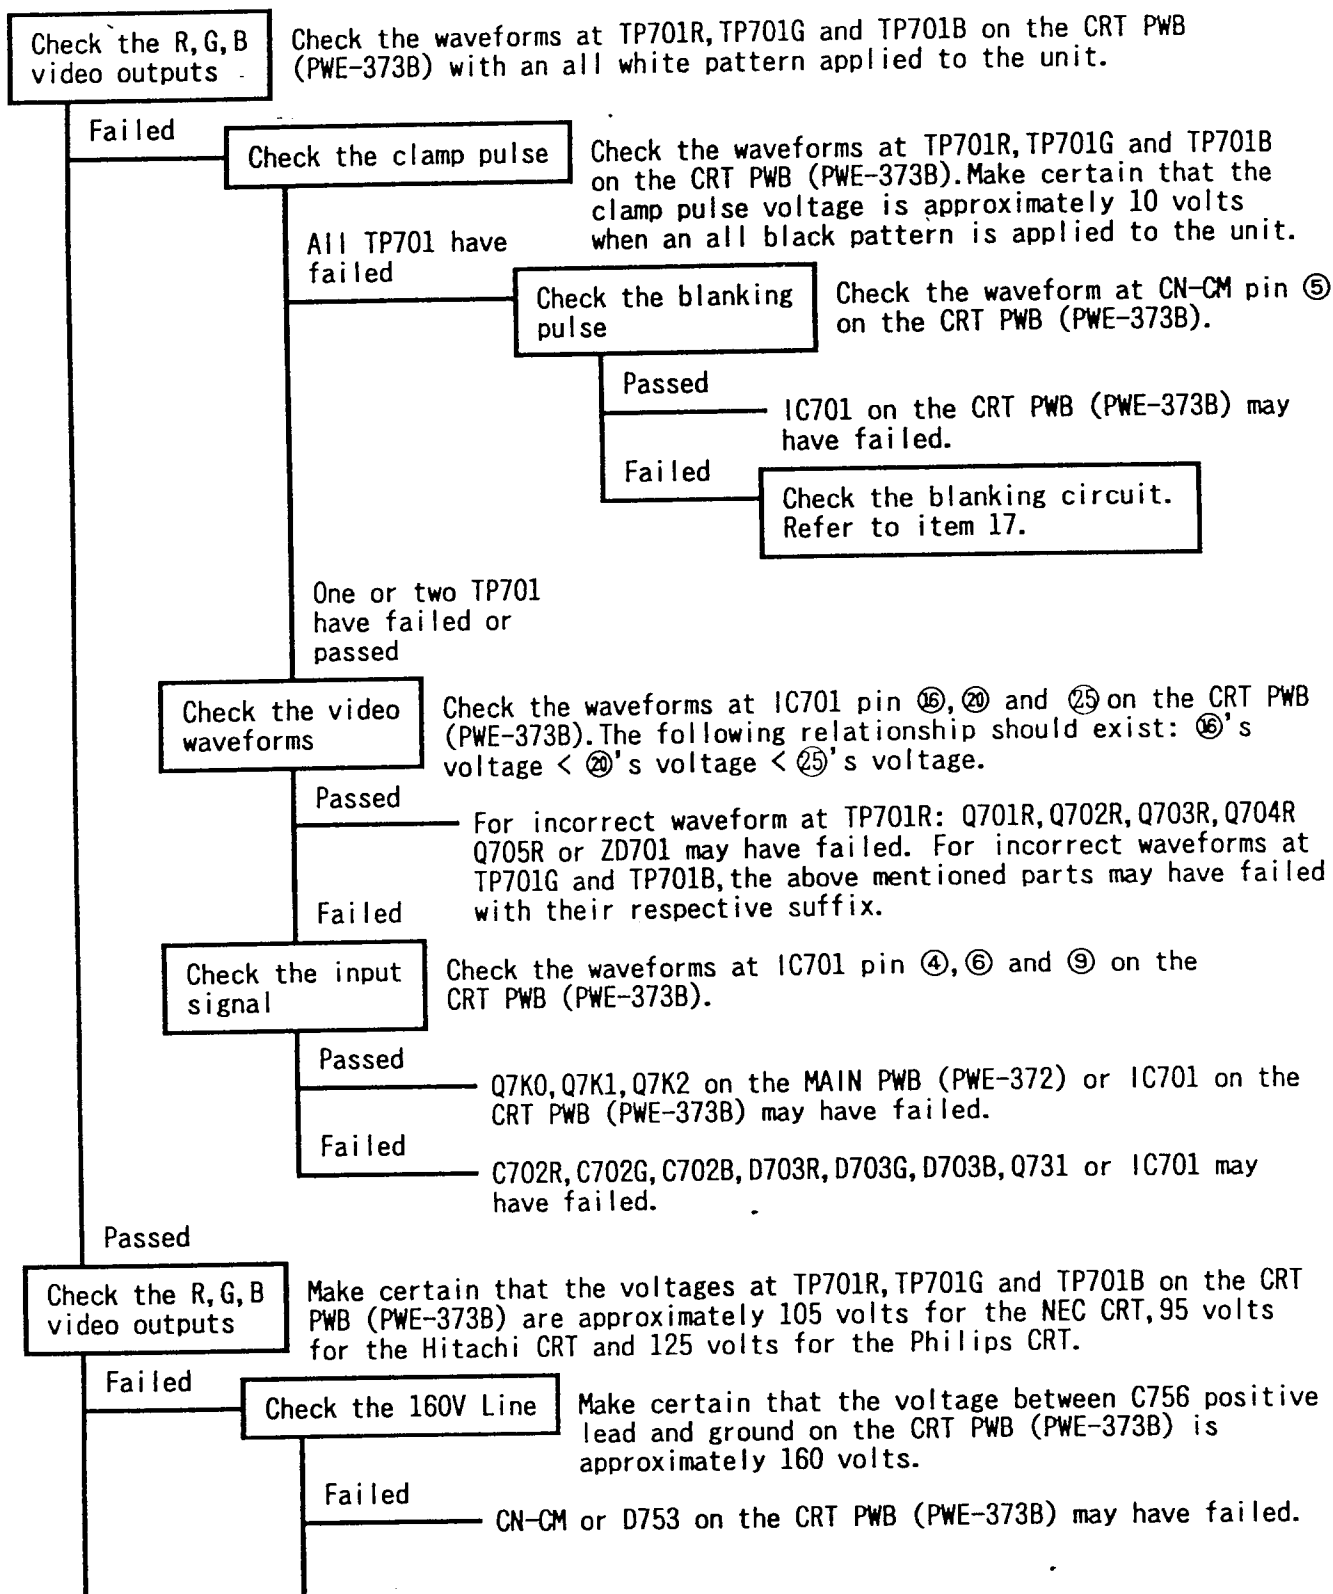 Check the R,G,B
video outputs
Check the waveforms at TP701R,TP701G and TP701B on the CRT PWB
(PWE-373B) with an all white pattern applied to the unit.
Failed
Check the clamp pulse
Check the waveforms at TP701R,TP701G and TP701B
on the CRT PWB (PWE-373B).Make certain that the
clamp pulse voltage is approximately 10 volts
when an all black pattern is applied to the unit.
All TP701 have
failed
Check the blanking
pulse
Check the waveform at CN-CM pin ⑤
on the CRT PWB (PWE-373B).
Passed
IC701 on the CRT PWB (PWE-373B) may
have failed.
Failed
Check the blanking circuit.
Refer to item 17.
One or two TP701
have failed or
passed
Check the video
waveforms
Check the waveforms at IC701 pin ⑯,⑳ and ㉕ on the CRT PWB
(PWE-373B).The following relationship should exist: ⑯'s
voltage < ⑳'s voltage < ㉕'s voltage.
Passed
For incorrect waveform at TP701R: Q701R,Q702R,Q703R,Q704R
Q705R or ZD701 may have failed. For incorrect waveforms at
TP701G and TP701B,the above mentioned parts may have failed
with their respective suffix.
Failed
Check the input
signal
Check the waveforms at IC701 pin ④,⑥ and ⑨ on the
CRT PWB (PWE-373B).
Passed
Q7K0,Q7K1,Q7K2 on the MAIN PWB (PWE-372) or IC701 on the
CRT PWB (PWE-373B) may have failed.
Failed
C702R,C702G,C702B,D703R,D703G,D703B,Q731 or IC701 may
have failed.
Passed
Check the R,G,B
video outputs
Make certain that the voltages at TP701R,TP701G and TP701B on the CRT
PWB (PWE-373B) are approximately 105 volts for the NEC CRT,95 volts
for the Hitachi CRT and 125 volts for the Philips CRT.
Failed
Check the 160V Line
Make certain that the voltage between C756 positive
lead and ground on the CRT PWB (PWE-373B) is
approximately 160 volts.
Failed
CN-CM or D753 on the CRT PWB (PWE-373B) may have failed.